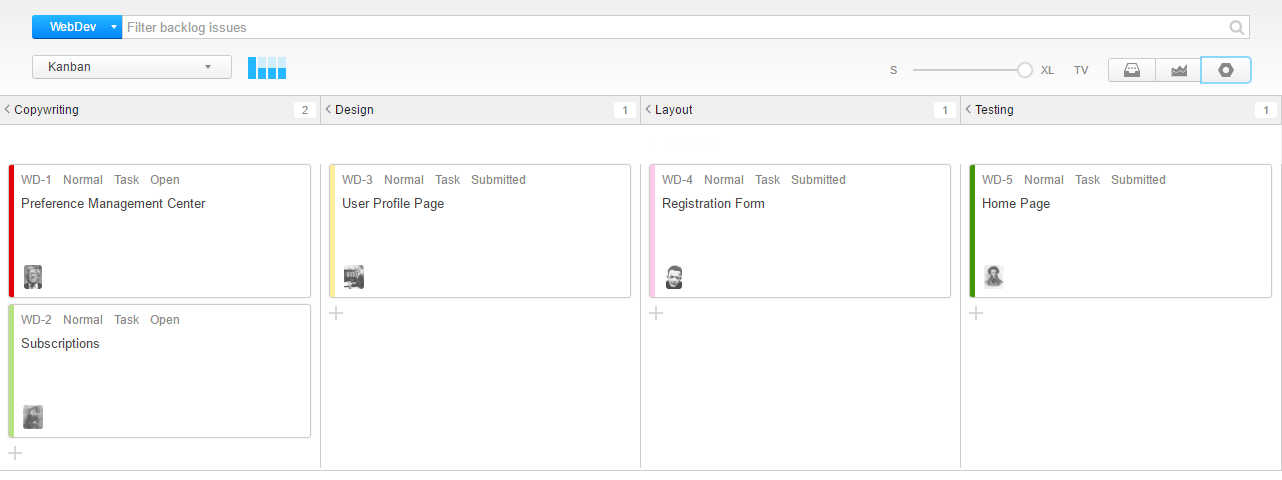 WebDev Filter backlog issues
Kanban S XL TV
Copywriting 2 Design 1 Layout 1 Testing 1
WD-1 Normal Task Open
Preference Management Center
WD-3 Normal Task Submitted
User Profile Page
WD-4 Normal Task Submitted
Registration Form
WD-5 Normal Task Submitted
Home Page
WD-2 Normal Task Open
Subscriptions